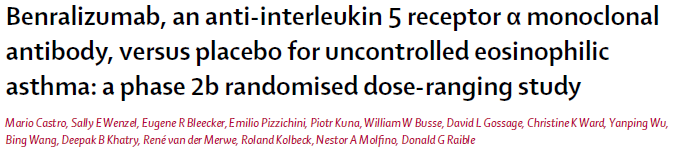 Benralizumab, an anti-interleukin 5 receptor α monoclonal
antibody, versus placebo for uncontrolled eosinophilic
asthma: a phase 2b randomised dose-ranging study
Mario Castro, Sally E Wenzel, Eugene R Bleecker, Emilio Pizzichini, Piotr Kuna, William W Busse, David L Gossage, Christine K Ward, Yanping Wu,
Bing Wang, Deepak B Khatry, René van der Merwe, Roland Kolbeck, Nestor A Molfino, Donald G Raible